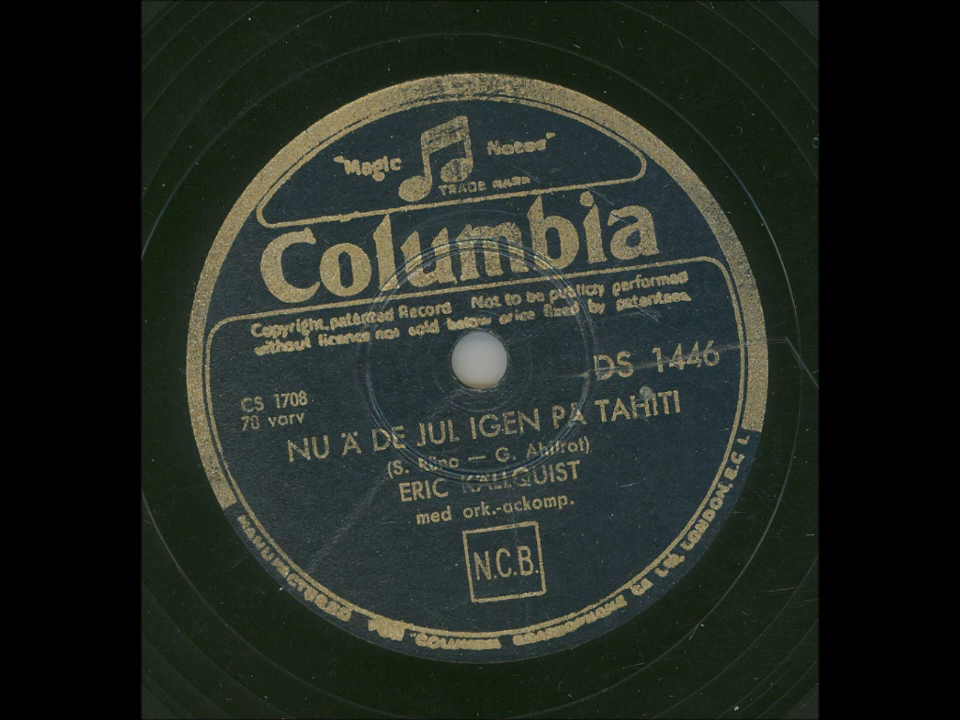 "Magic Notes"
TRADE MARK
Columbia
Copyright, patented Record Not to be publicly performed
without licence nor sold below price fixed by patentees.
DS 1446
CS 1708
78 varv
NU Ä DE JUL IGEN PÅ TAHITI
(S. — G.
ERIC KÄLLQUIST
med ork.-ackomp.
N.C.B.
MANUFACTURED FOR COLUMBIA GRAPHOPHONE Co Ltd, LONDON, E.C 1.